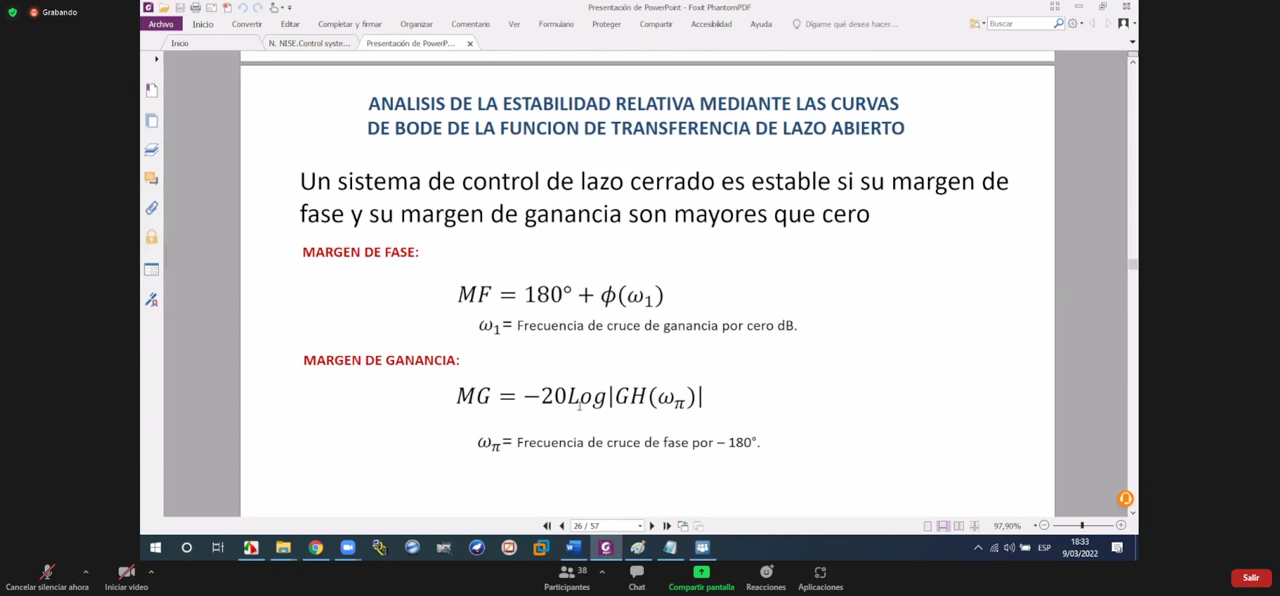 Grabando
Presentación de PowerPoint - Foxit PhantomPDF
Archivo Inicio Convertir Editar Completar y firmar Organizar Comentario Ver Formulario Proteger Compartir Accesibilidad Ayuda Dígame qué desea hacer... Buscar
Inicio N. NISE.Control syste... Presentación de PowerP...
ANALISIS DE LA ESTABILIDAD RELATIVA MEDIANTE LAS CURVAS
DE BODE DE LA FUNCION DE TRANSFERENCIA DE LAZO ABIERTO
Un sistema de control de lazo cerrado es estable si su margen de
fase y su margen de ganancia son mayores que cero
MARGEN DE FASE:
MF = 180° + ϕ(ω₁)
ω₁= Frecuencia de cruce de ganancia por cero dB.
MARGEN DE GANANCIA:
MG = −20Log|GH(ω_π)|
ω_π= Frecuencia de cruce de fase por – 180°.
26 / 57 97,90%
ESP 18:33
9/03/2022
38
Cancelar silenciar ahora Iniciar video Participantes Chat Compartir pantalla Reacciones Aplicaciones Salir